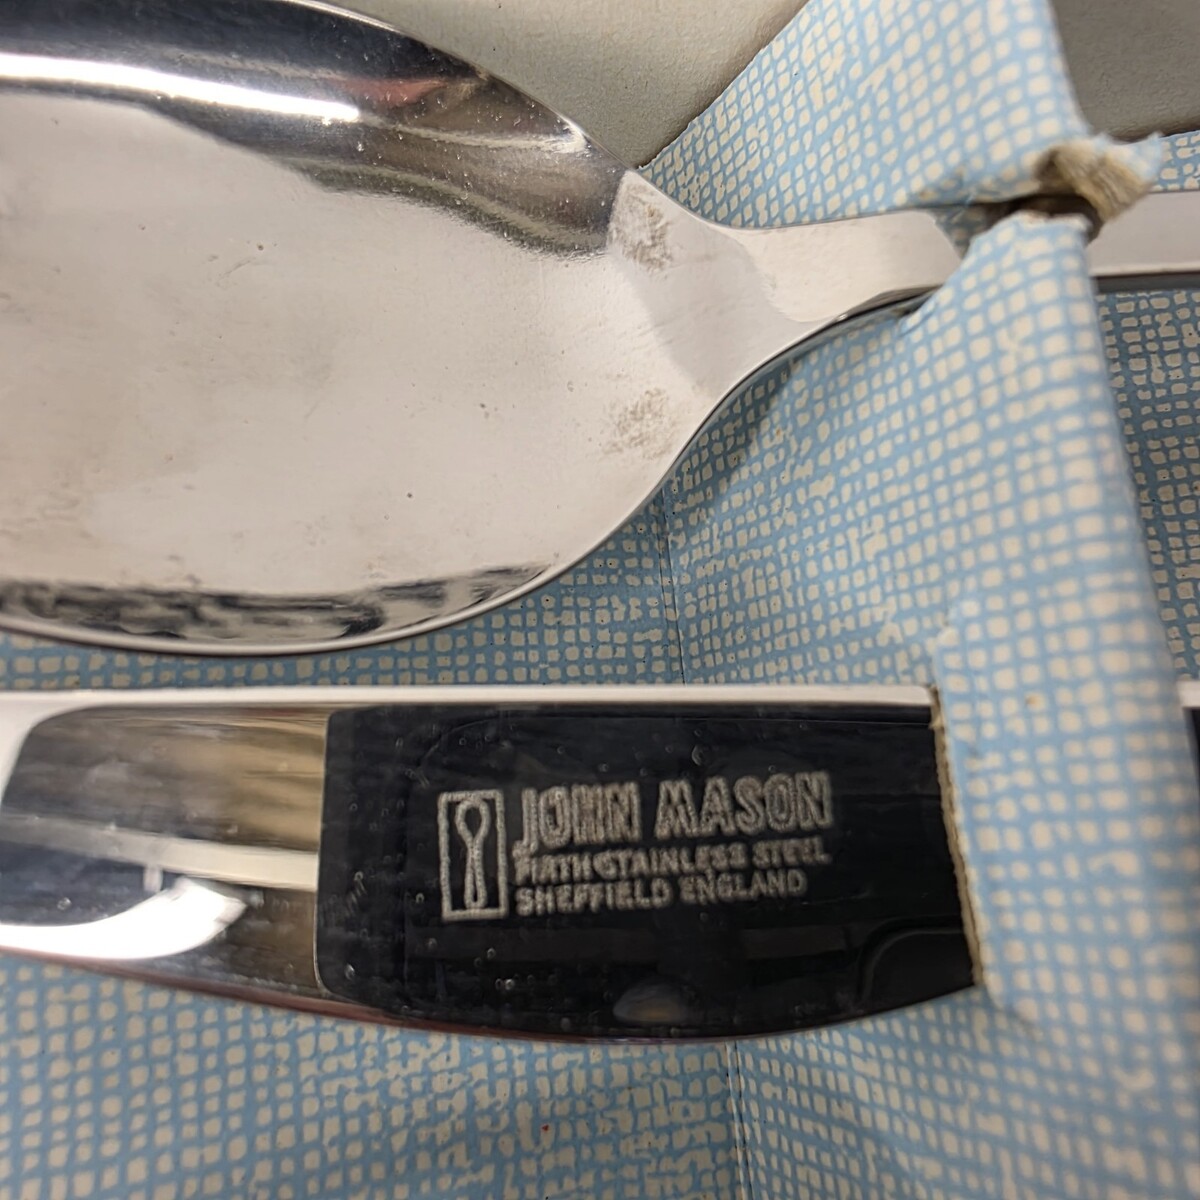 JOHN MASON
FIRTH STAINLESS STEEL
SHEFFIELD ENGLAND